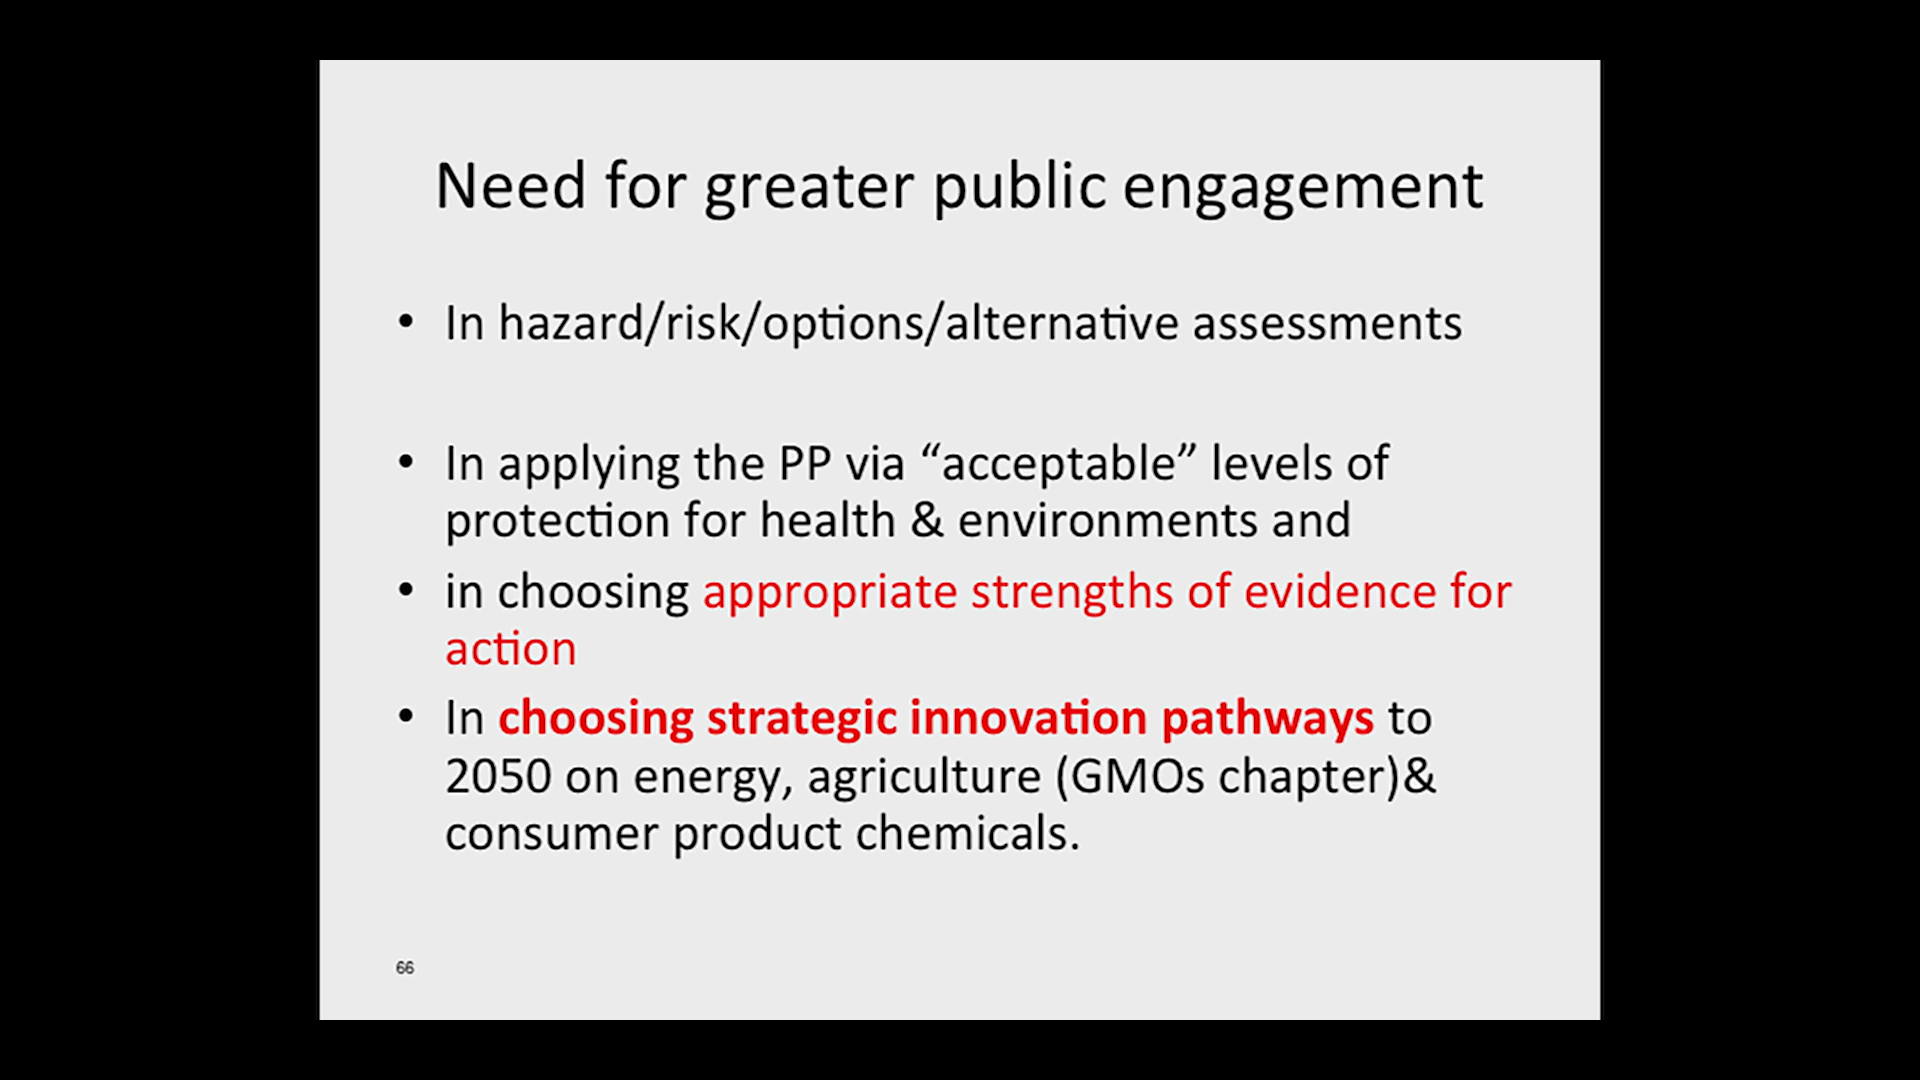 Need for greater public engagement
• In hazard/risk/options/alternative assessments
• In applying the PP via “acceptable” levels of
protection for health & environments and
• in choosing appropriate strengths of evidence for
action
• In choosing strategic innovation pathways to
2050 on energy, agriculture (GMOs chapter)&
consumer product chemicals.
66